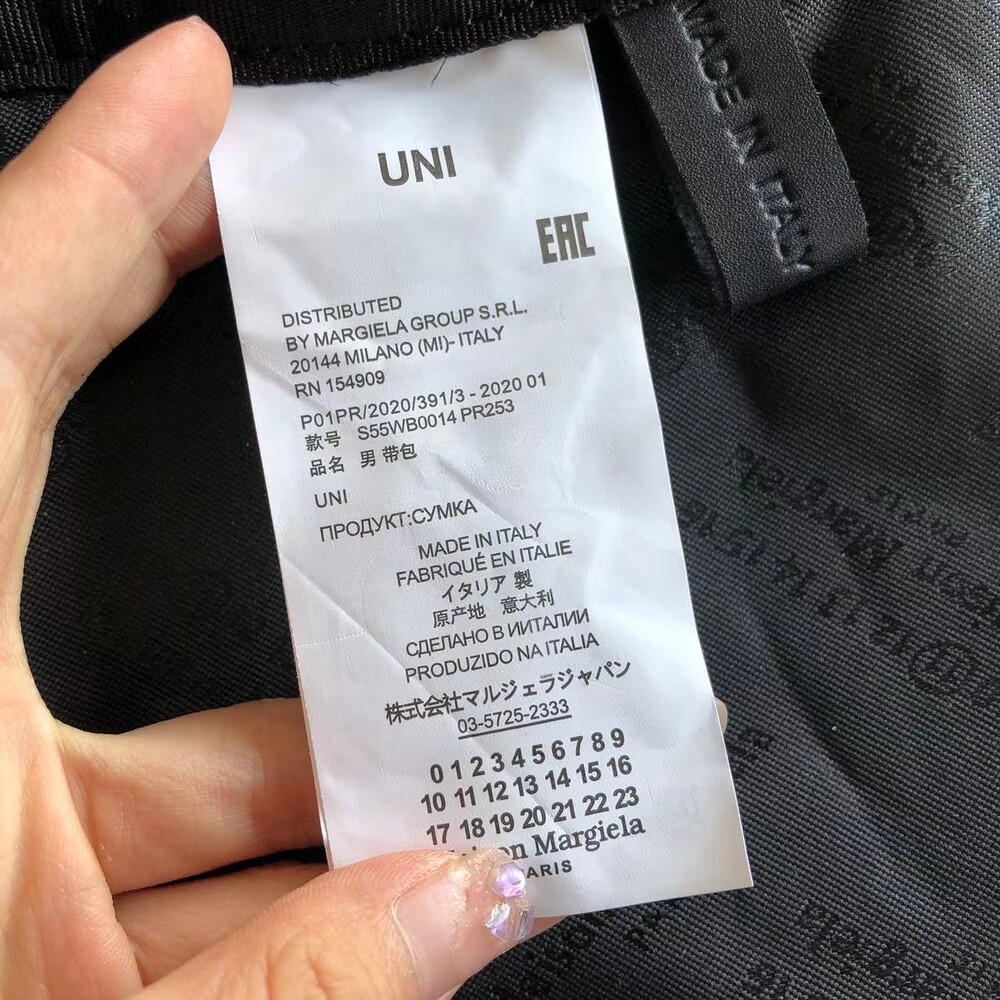 UNI
EAC
MADE IN ITALY
DISTRIBUTED
BY MARGIELA GROUP S.R.L.
20144 MILANO (MI)- ITALY
RN 154909
P01PR/2020/391/3 - 2020 01
款号 S55WB0014 PR253
品名 男 带包
UNI
ПРОДУКТ:СУМКА
MADE IN ITALY
FABRIQUÉ EN ITALIE
イタリア 製
原产地 意大利
СДЕЛАНО В ИИТАЛИИ
PRODUZIDO NA ITALIA
株式会社マルジェラジャパン
03-5725-2333
0 1 2 3 4 5 6 7 8 9
10 11 12 13 14 15 16
17 18 19 20 21 22 23
Margiela